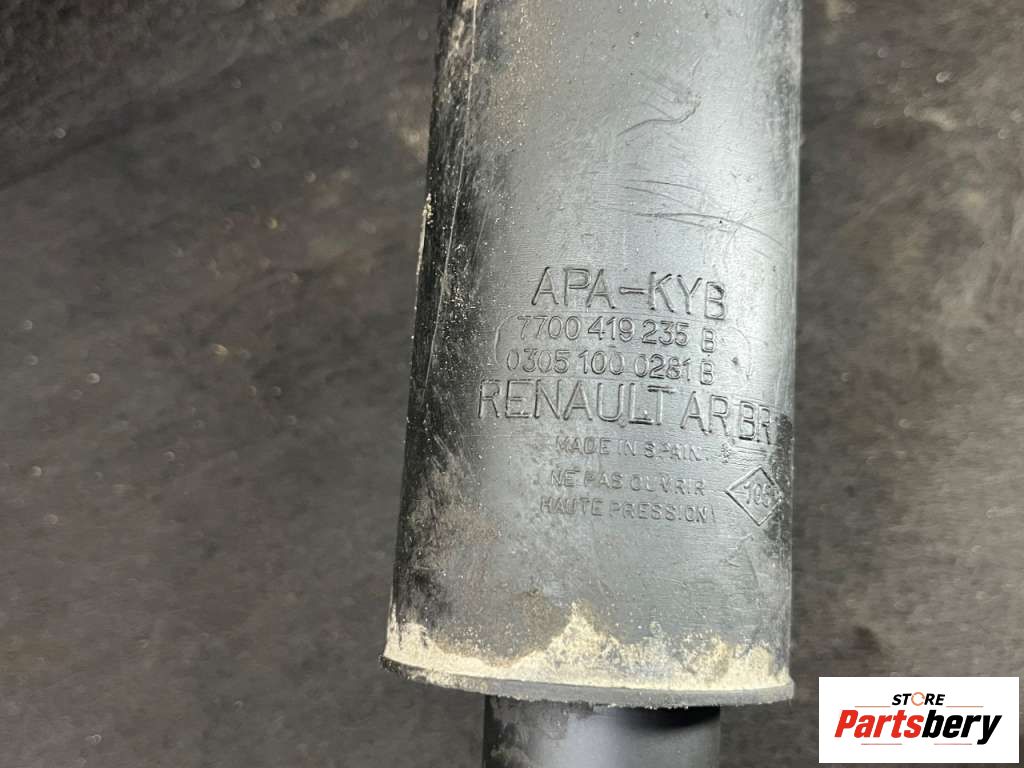 APA-KYB
7700 419 235 B
0305 100 0281 B
RENAULT AR.BR
MADE IN SPAIN
NE PAS OUVRIR
HAUTE PRESSION
STORE
Partsbery